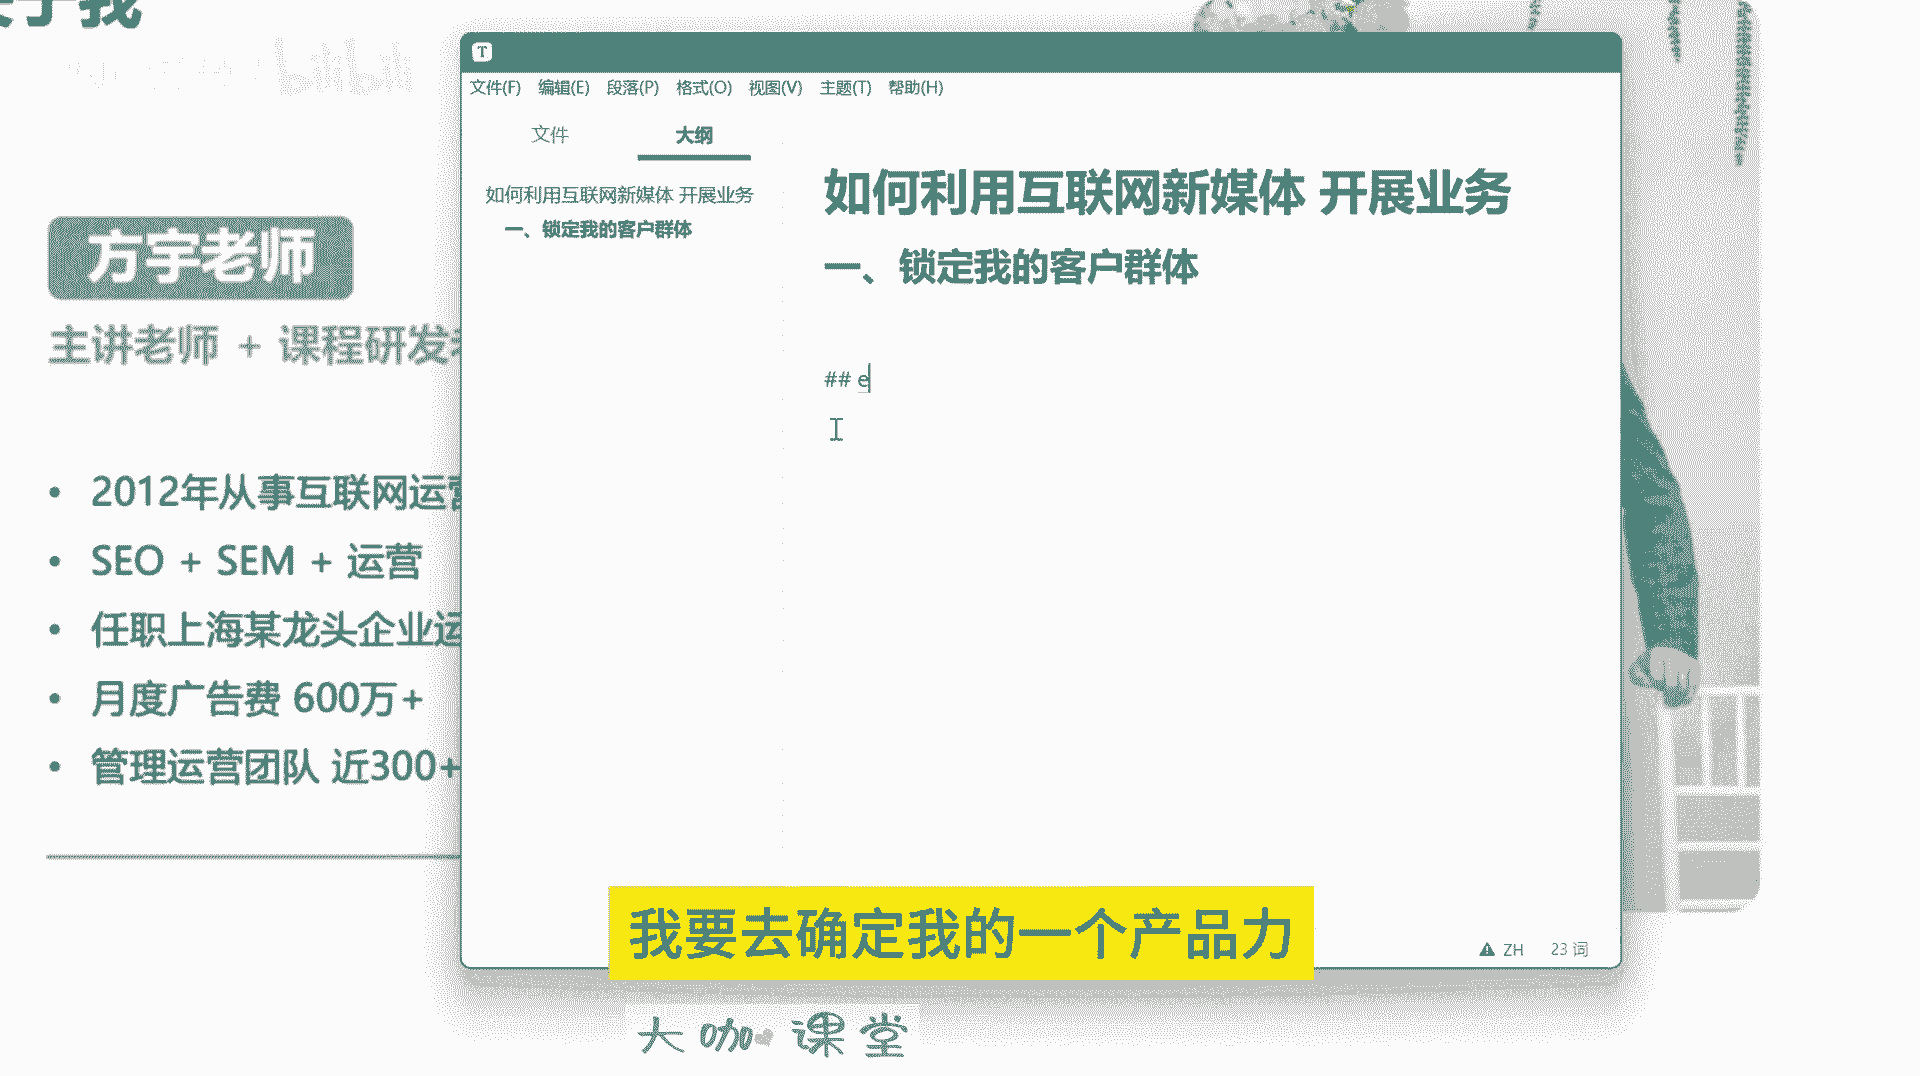 关于我
bilibili
方宇老师
主讲老师 + 课程研发
2012年从事互联网运营
SEO + SEM + 运营
任职上海某龙头企业运
月度广告费 600万+
管理运营团队 近300+
T
文件(F) 编辑(E) 段落(P) 格式(O) 视图(V) 主题(T) 帮助(H)
文件 大纲
如何利用互联网新媒体 开展业务
一、锁定我的客户群体
如何利用互联网新媒体 开展业务
一、锁定我的客户群体
## e
ZH 23 词
我要去确定我的一个产品力
大咖课堂